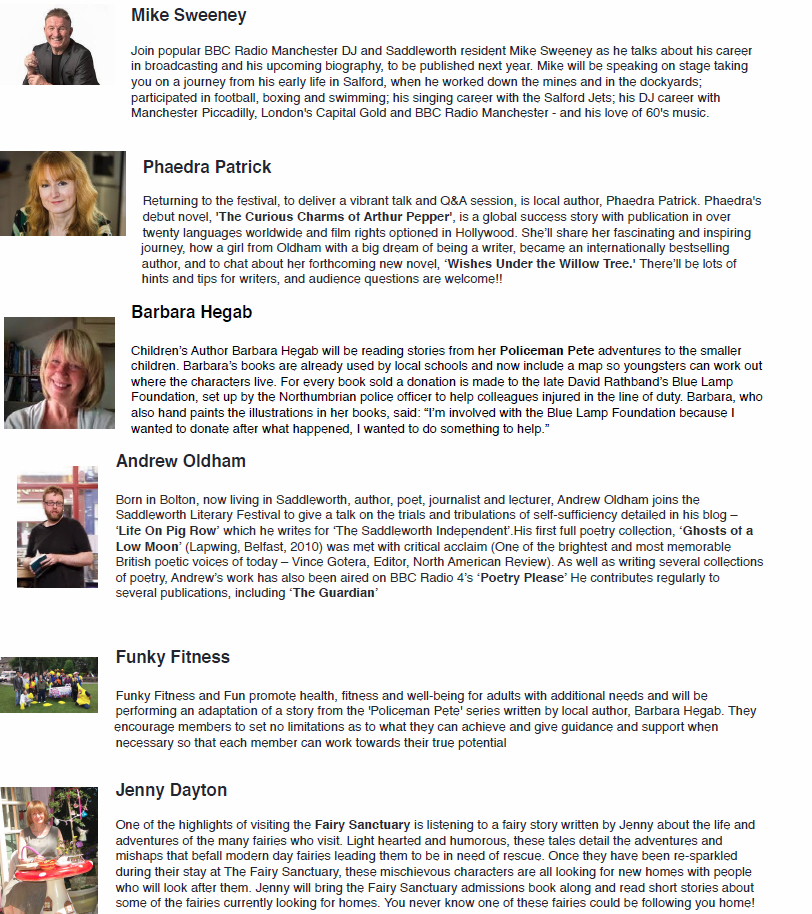 Mike Sweeney
Join popular BBC Radio Manchester DJ and Saddleworth resident Mike Sweeney as he talks about his career
in broadcasting and his upcoming biography, to be published next year. Mike will be speaking on stage taking
you on a journey from his early life in Salford, when he worked down the mines and in the dockyards;
participated in football, boxing and swimming; his singing career with the Salford Jets; his DJ career with
Manchester Piccadilly, London's Capital Gold and BBC Radio Manchester - and his love of 60's music.
Phaedra Patrick
Returning to the festival, to deliver a vibrant talk and Q&A session, is local author, Phaedra Patrick. Phaedra's
debut novel, 'The Curious Charms of Arthur Pepper', is a global success story with publication in over
twenty languages worldwide and film rights optioned in Hollywood. She’ll share her fascinating and inspiring
journey, how a girl from Oldham with a big dream of being a writer, became an internationally bestselling
author, and to chat about her forthcoming new novel, ‘Wishes Under the Willow Tree.' There’ll be lots of
hints and tips for writers, and audience questions are welcome!!
Barbara Hegab
Children’s Author Barbara Hegab will be reading stories from her Policeman Pete adventures to the smaller
children. Barbara’s books are already used by local schools and now include a map so youngsters can work out
where the characters live. For every book sold a donation is made to the late David Rathband’s Blue Lamp
Foundation, set up by the Northumbrian police officer to help colleagues injured in the line of duty. Barbara, who
also hand paints the illustrations in her books, said: “I’m involved with the Blue Lamp Foundation because I
wanted to donate after what happened, I wanted to do something to help.”
Andrew Oldham
Born in Bolton, now living in Saddleworth, author, poet, journalist and lecturer, Andrew Oldham joins the
Saddleworth Literary Festival to give a talk on the trials and tribulations of self-sufficiency detailed in his blog –
‘Life On Pig Row’ which he writes for ‘The Saddleworth Independent’.His first full poetry collection, ‘Ghosts of a
Low Moon’ (Lapwing, Belfast, 2010) was met with critical acclaim (One of the brightest and most memorable
British poetic voices of today – Vince Gotera, Editor, North American Review). As well as writing several collections
of poetry, Andrew’s work has also been aired on BBC Radio 4’s ‘Poetry Please’ He contributes regularly to
several publications, including ‘The Guardian’
Funky Fitness
Funky Fitness and Fun promote health, fitness and well-being for adults with additional needs and will be
performing an adaptation of a story from the 'Policeman Pete' series written by local author, Barbara Hegab. They
encourage members to set no limitations as to what they can achieve and give guidance and support when
necessary so that each member can work towards their true potential
Jenny Dayton
One of the highlights of visiting the Fairy Sanctuary is listening to a fairy story written by Jenny about the life and
adventures of the many fairies who visit. Light hearted and humorous, these tales detail the adventures and
mishaps that befall modern day fairies leading them to be in need of rescue. Once they have been re-sparkled
during their stay at The Fairy Sanctuary, these mischievous characters are all looking for new homes with people
who will look after them. Jenny will bring the Fairy Sanctuary admissions book along and read short stories about
some of the fairies currently looking for homes. You never know one of these fairies could be following you home!